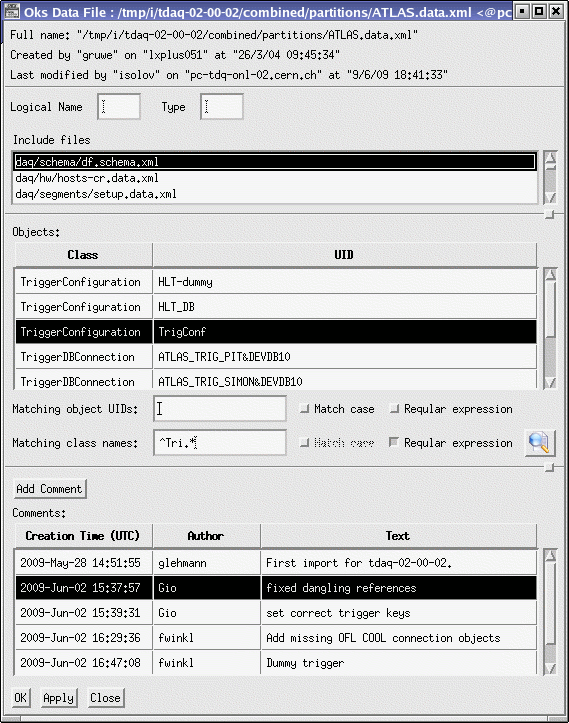 Oks Data File : /tmp/i/tdaq-02-00-02/combined/partitions/ATLAS.data.xml <@pc
Full name: "/tmp/i/tdaq-02-00-02/combined/partitions/ATLAS.data.xml"
Created by "gruwe" on "lxplus051" at "26/3/04 09:45:34"
Last modified by "isolov" on "pc-tdq-onl-02.cern.ch" at "9/6/09 18:41:33"
Logical Name Type
Include files
daq/schema/df.schema.xml
daq/hw/hosts-cr.data.xml
daq/segments/setup.data.xml
Objects:
Class UID
TriggerConfiguration HLT-dummy
TriggerConfiguration HLT_DB
TriggerConfiguration TrigConf
TriggerDBConnection ATLAS_TRIG_PIT&DEVDB10
TriggerDBConnection ATLAS_TRIG_SIMON&DEVDB10
Matching object UIDs: Match case Reqular expression
Matching class names: ^Tri.* Match case Reqular expression
Add Comment
Comments:
Creation Time (UTC) Author Text
2009-May-28 14:51:55 glehmann First import for tdaq-02-00-02.
2009-Jun-02 15:37:57 Gio fixed dangling references
2009-Jun-02 15:39:31 Gio set correct trigger keys
2009-Jun-02 16:29:36 fwinkl Add missing OFL COOL connection objects
2009-Jun-02 16:47:08 fwinkl Dummy trigger
OK Apply Close